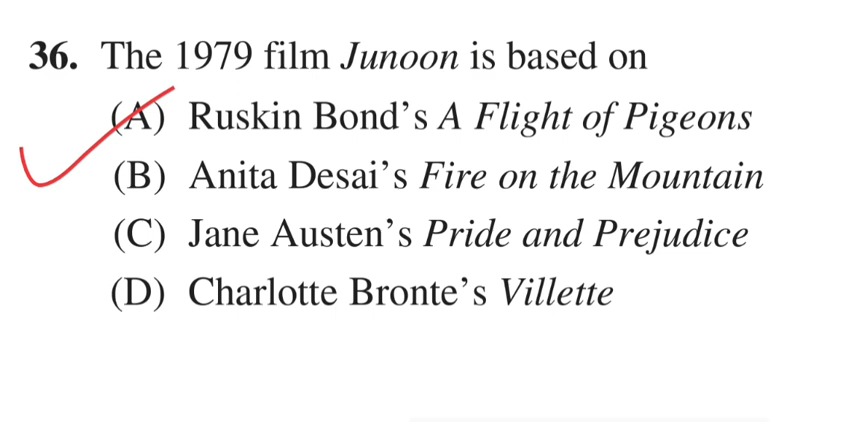 36. The 1979 film Junoon is based on
(A) Ruskin Bond's A Flight of Pigeons
(B) Anita Desai's Fire on the Mountain
(C) Jane Austen's Pride and Prejudice
(D) Charlotte Bronte's Villette